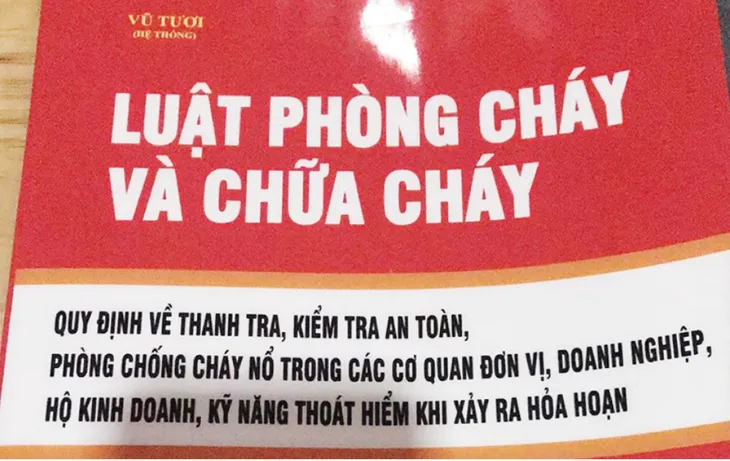 VŨ TƯƠI
(HỆ THỐNG)
LUẬT PHÒNG CHÁY
VÀ CHỮA CHÁY
QUY ĐỊNH VỀ THANH TRA, KIỂM TRA AN TOÀN,
PHÒNG CHỐNG CHÁY NỔ TRONG CÁC CƠ QUAN ĐƠN VỊ, DOANH NGHIỆP,
HỘ KINH DOANH, KỸ NĂNG THOÁT HIỂM KHI XẢY RA HỎA HOẠN